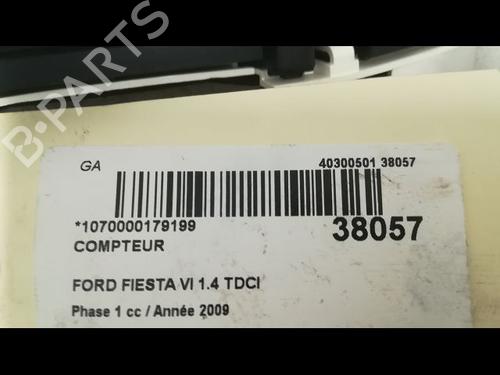 B-PARTS
GA
40300501 38057
*1070000179199
38057
COMPTEUR
FORD FIESTA VI 1.4 TDCI
Phase 1 cc / Année 2009